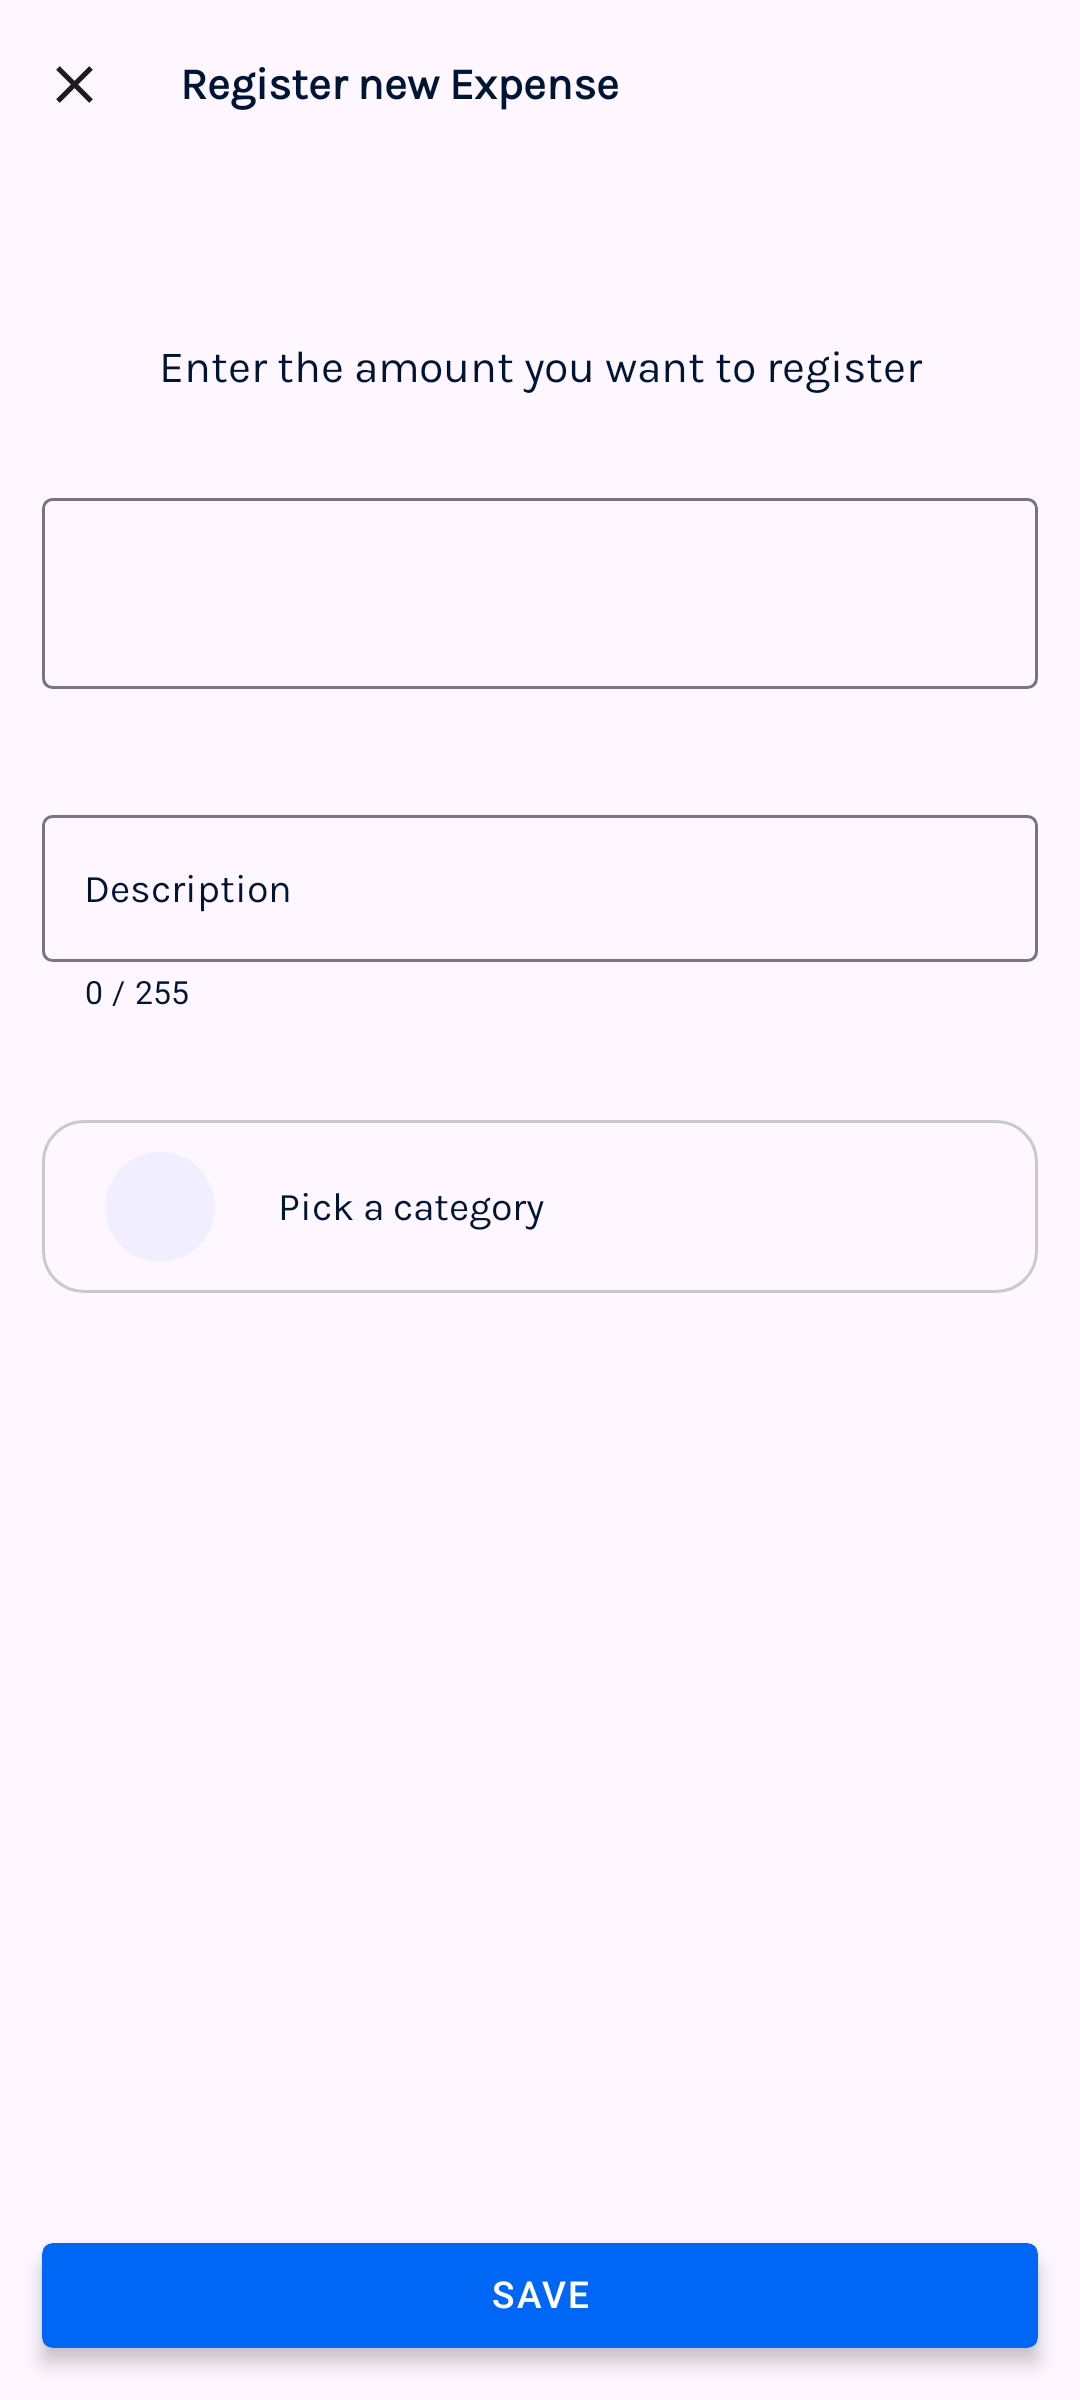 Register new Expense
Enter the amount you want to register
Description
0 / 255
Pick a category
SAVE